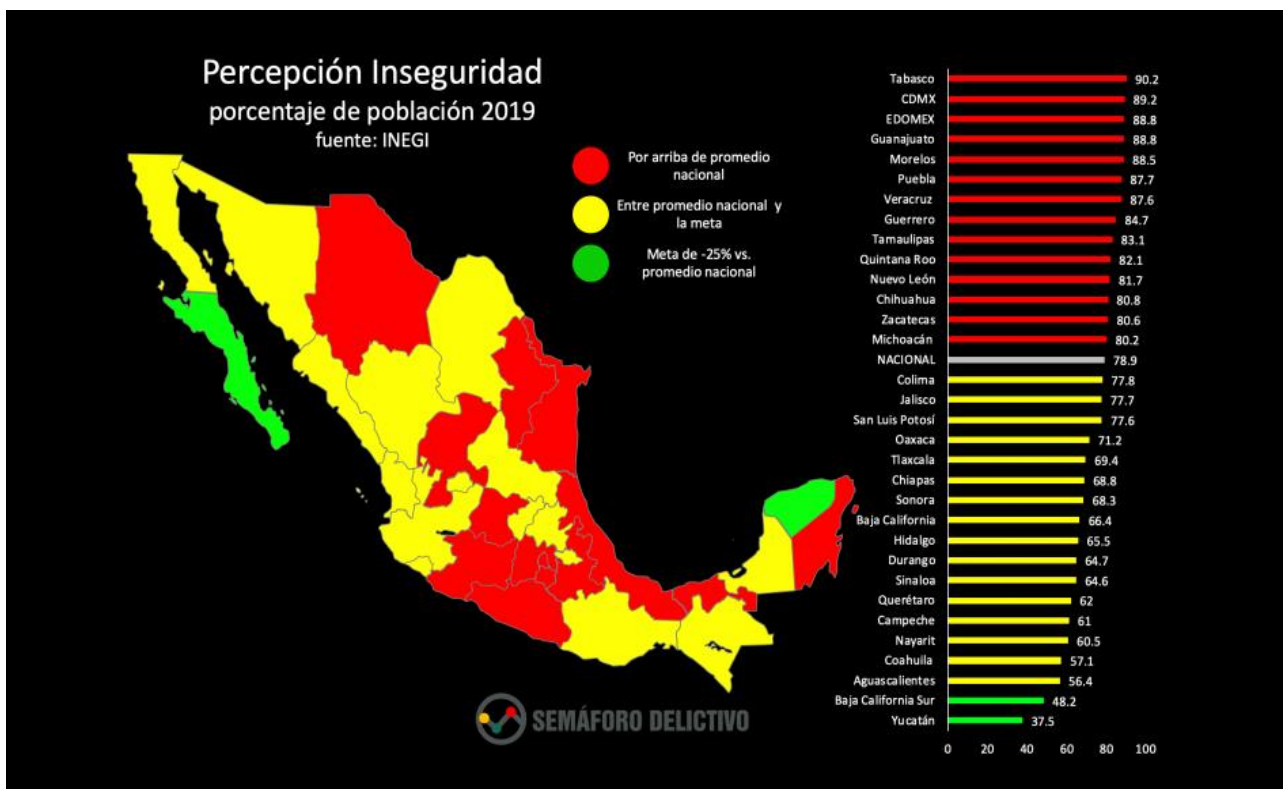 Percepción Inseguridad
porcentaje de población 2019
fuente: INEGI
Por arriba de promedio
nacional
Entre promedio nacional y
la meta
Meta de -25% vs.
promedio nacional
Tabasco 90.2
CDMX 89.2
EDOMEX 88.8
Guanajuato 88.8
Morelos 88.5
Puebla 87.7
Veracruz 87.6
Guerrero 84.7
Tamaulipas 83.1
Quintana Roo 82.1
Nuevo León 81.7
Chihuahua 80.8
Zacatecas 80.6
Michoacán 80.2
NACIONAL 78.9
Colima 77.8
Jalisco 77.7
San Luis Potosí 77.6
Oaxaca 71.2
Tlaxcala 69.4
Chiapas 68.8
Sonora 68.3
Baja California 66.4
Hidalgo 65.5
Durango 64.7
Sinaloa 64.6
Querétaro 62
Campeche 61
Nayarit 60.5
Coahuila 57.1
Aguascalientes 56.4
Baja California Sur 48.2
Yucatán 37.5
0 20 40 60 80 100
SEMÁFORO DELICTIVO